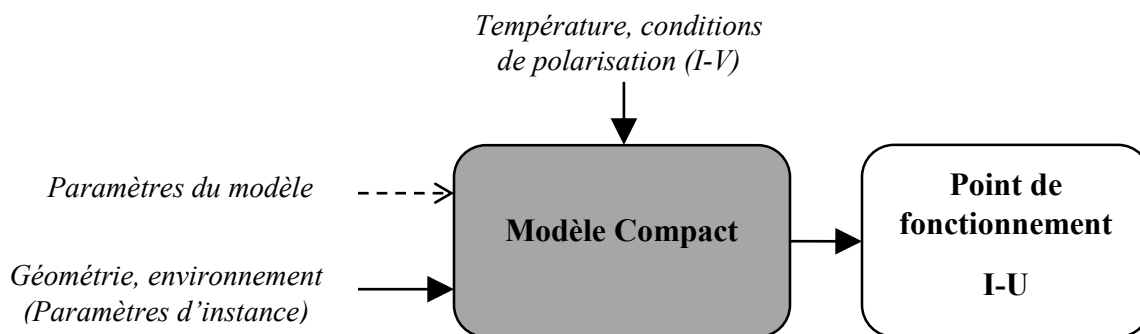 Température, conditions
de polarisation (I-V)
Paramètres du modèle
Géométrie, environnement
(Paramètres d’instance)
Modèle Compact
Point de
fonctionnement
I-U